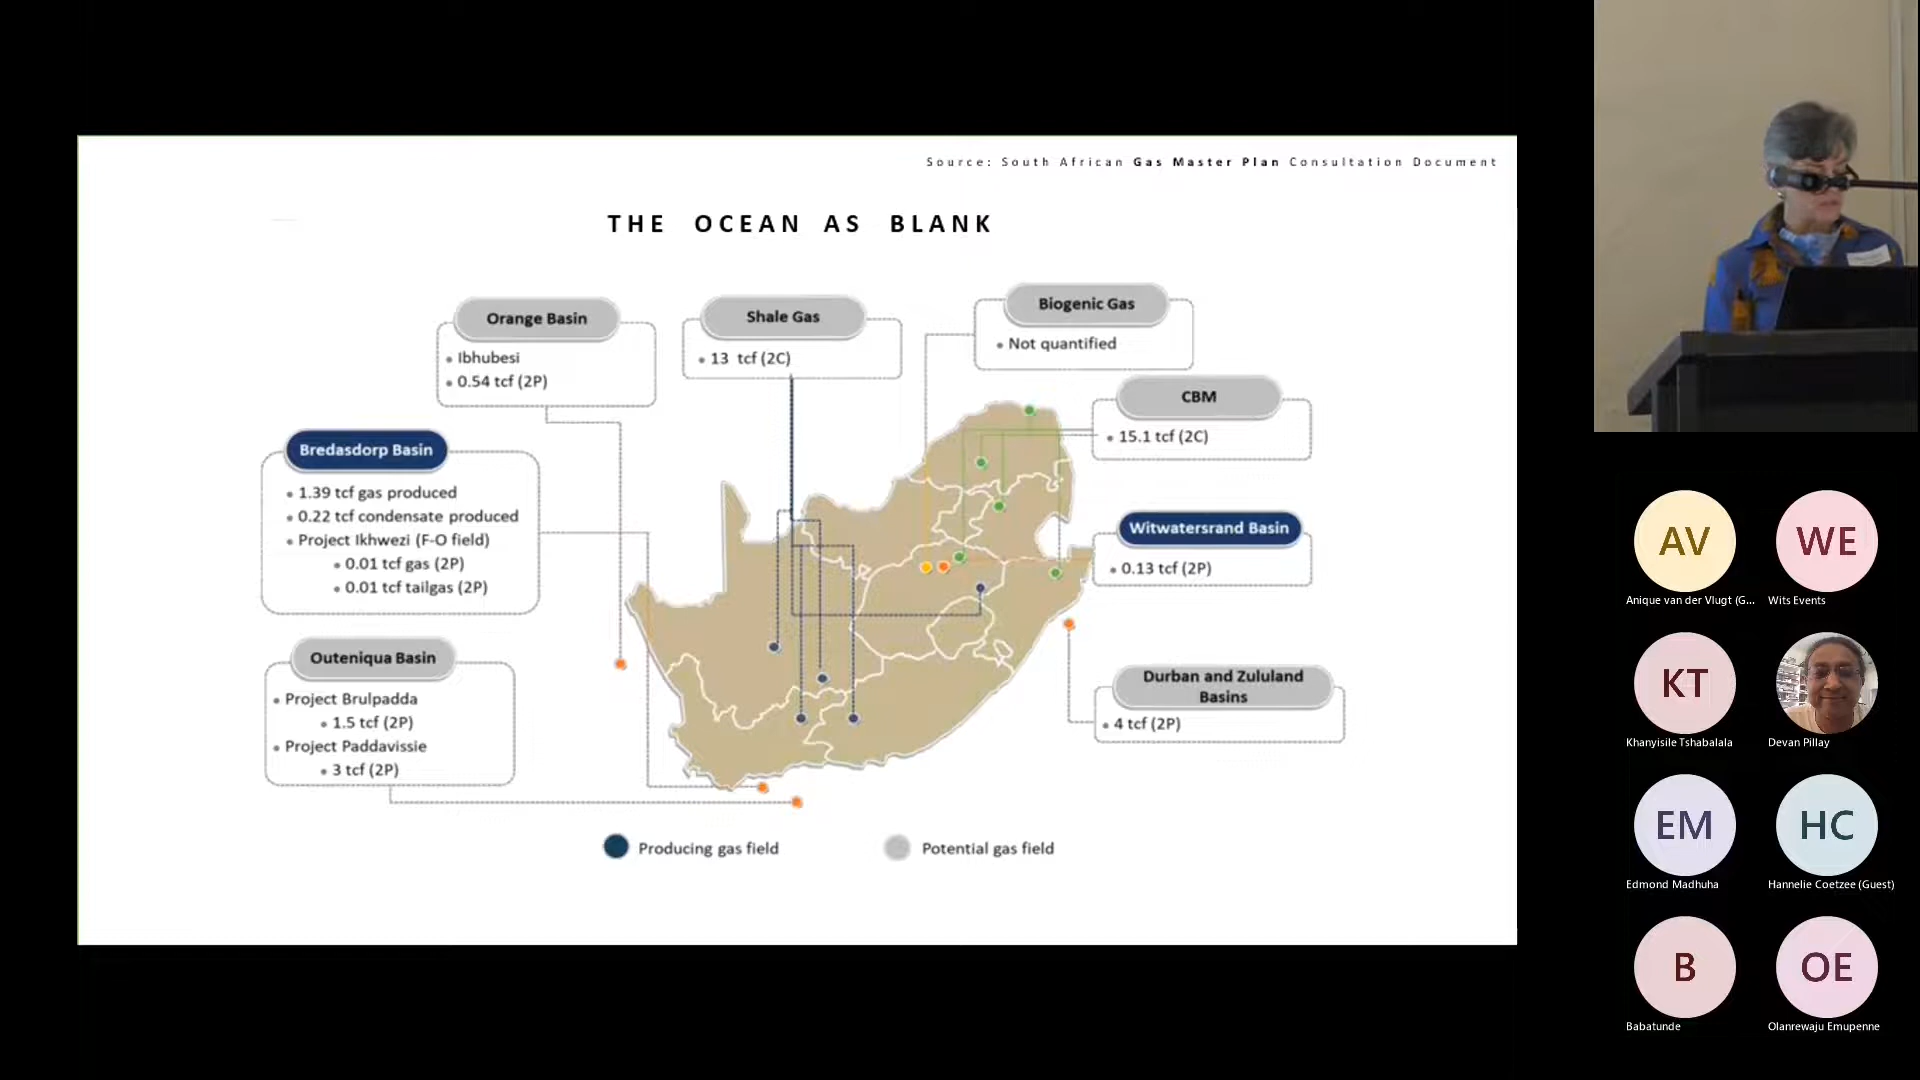 Source: South African Gas Master Plan Consultation Document
THE OCEAN AS BLANK
Orange Basin
• Ibhubesi
• 0.54 tcf (2P)
Shale Gas
• 13 tcf (2C)
Biogenic Gas
• Not quantified
CBM
• 15.1 tcf (2C)
Bredasdorp Basin
• 1.39 tcf gas produced
• 0.22 tcf condensate produced
• Project Ikhwezi (F-O field)
• 0.01 tcf gas (2P)
• 0.01 tcf tailgas (2P)
Witwatersrand Basin
• 0.13 tcf (2P)
Outeniqua Basin
• Project Brulpadda
• 1.5 tcf (2P)
• Project Paddavissie
• 3 tcf (2P)
Durban and Zululand
Basins
• 4 tcf (2P)
Producing gas field
Potential gas field
AV
Anique van der Vlugt (G...
WE
Wits Events
KT
Khanyisile Tshabalala
Devan Pillay
EM
Edmond Madhuha
HC
Hannelie Coetzee (Guest)
B
Babatunde
OE
Olanrewaju Emupenne